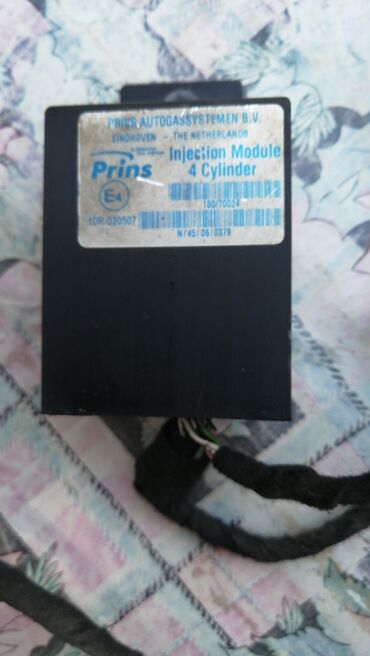 PRINS AUTOGASSYSTEMEN B.V.
EINDHOVEN - THE NETHERLANDS
Prins
Injection Module
4 Cylinder
E4
180/70024
10R-020507
N/45/06/0379